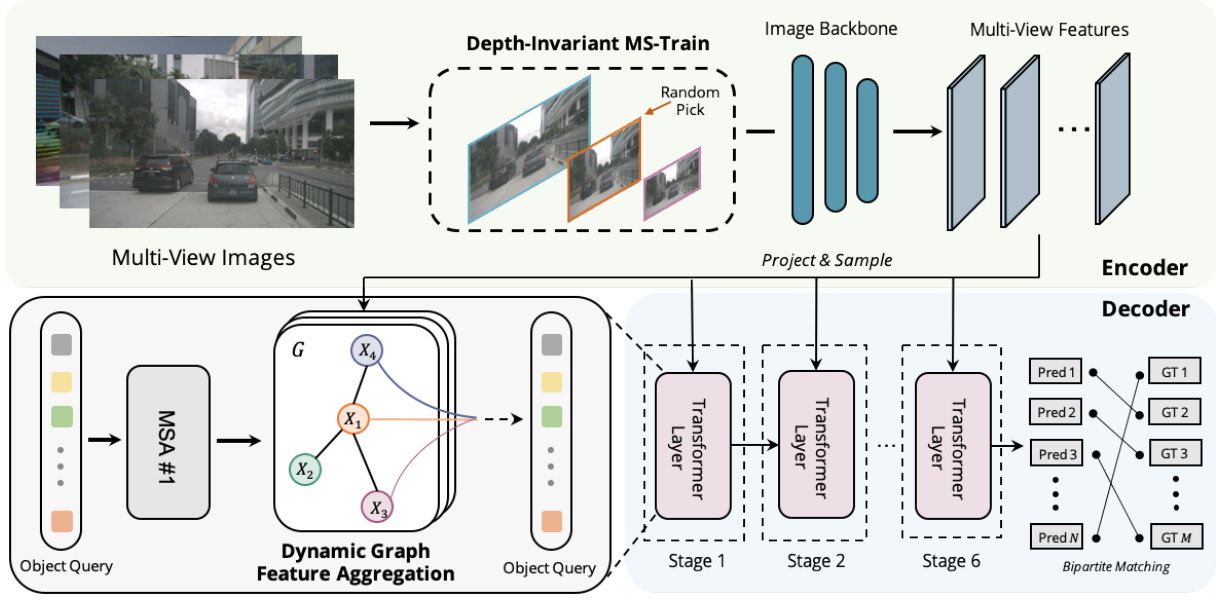 Depth-Invariant MS-Train
Image Backbone
Multi-View Features
Random
Pick
Multi-View Images
Project & Sample
Encoder
Decoder
G
X4
X1
X2
X3
MSA #1
Object Query
Dynamic Graph
Feature Aggregation
Object Query
Transformer
Layer
Transformer
Layer
...
Transformer
Layer
Stage 1
Stage 2
Stage 6
Pred 1
GT 1
Pred 2
GT 2
Pred 3
GT 3
Pred N
GT M
Bipartite Matching